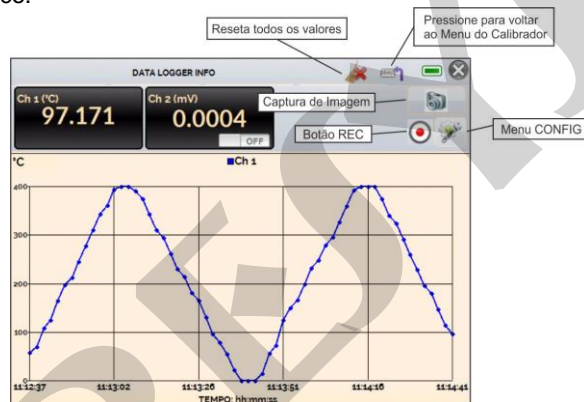 Reseta todos os valores
Pressione para voltar
ao Menu do Calibrador
DATA LOGGER INFO
Ch 1 (°C)
97.171
Ch 2 (mV)
0.0004
OFF
Captura de Imagem
Botão REC
Menu CONFIG
°C
Ch 1
400
300
200
100
0
11:12:37
11:13:02
11:13:26
11:13:51
11:14:16
11:14:41
TEMPO: hh:mm:ss